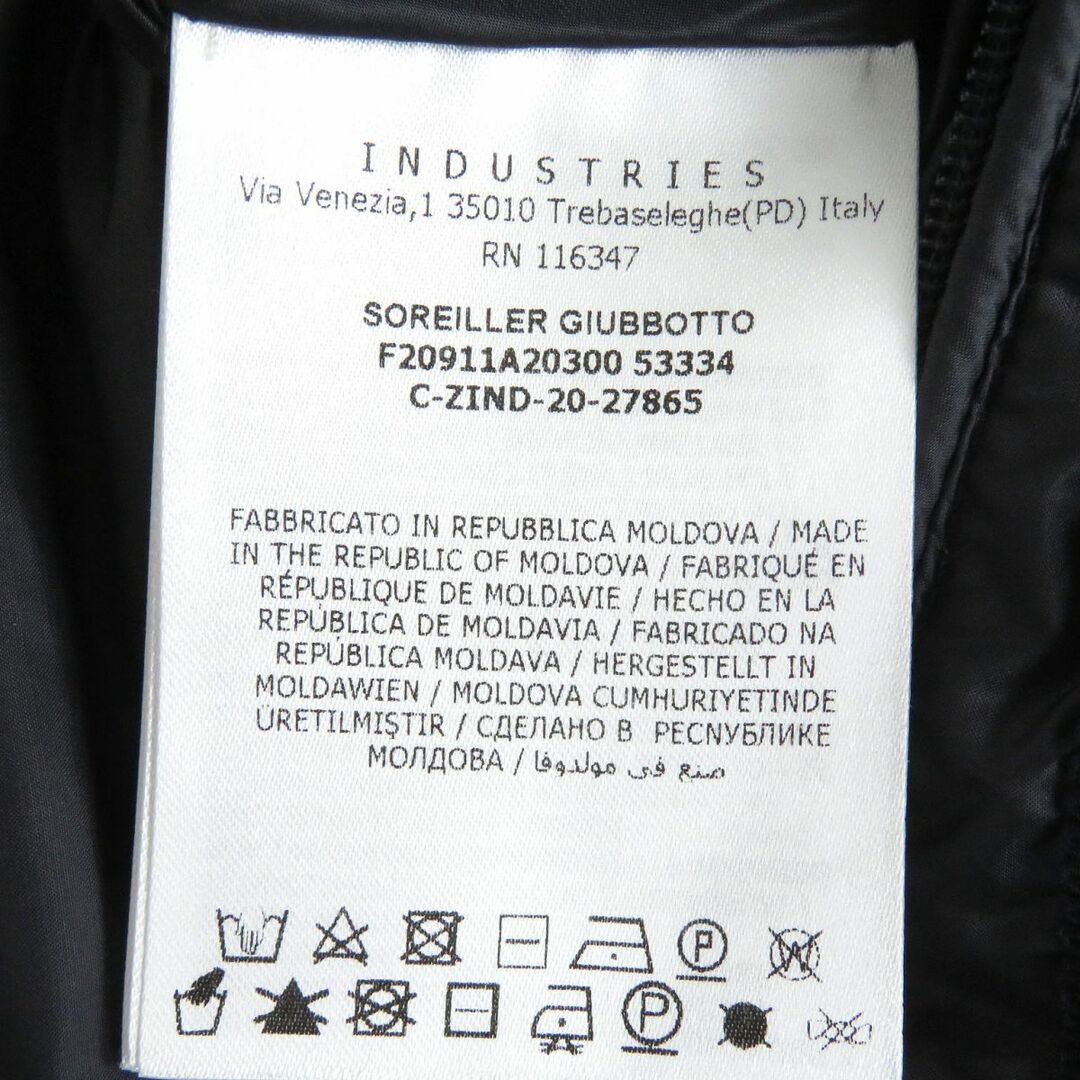 INDUSTRIES
Via Venezia,1 35010 Trebaseleghe(PD) Italy
RN 116347
SOREILLER GIUBBOTTO
F20911A20300 53334
C-ZIND-20-27865
FABBRICATO IN REPUBBLICA MOLDOVA / MADE
IN THE REPUBLIC OF MOLDOVA / FABRIQUÉ EN
RÉPUBLIQUE DE MOLDAVIE / HECHO EN LA
REPÚBLICA DE MOLDAVIA / FABRICADO NA
REPÚBLICA MOLDAVA / HERGESTELLT IN
MOLDAWIEN / MOLDOVA CUMHURIYETINDE
ÜRETILMIŞTIR / СДЕЛАНО В РЕСПУБЛИКЕ
МОЛДОВА / صنع في مولدوفا
P W
P